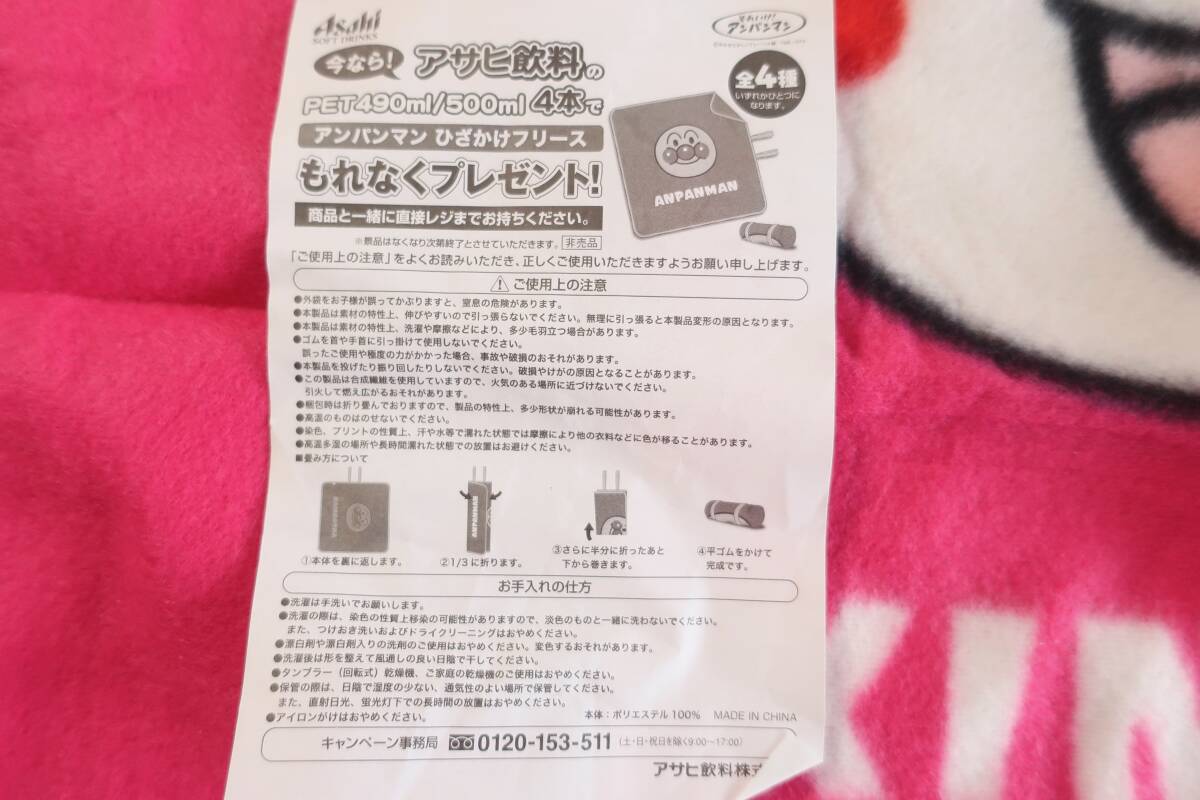 Asahi
SOFT DRINKS
それいけ!
アンパンマン
今なら!
アサヒ飲料の
PET490ml/500ml 4本で
アンパンマン ひざかけフリース
もれなくプレゼント!
商品と一緒に直接レジまでお持ちください。
※景品はなくなり次第終了とさせていただきます。 非売品
全4種
いずれかひとつに
なります。
ANPANMAN
「ご使用上の注意」をよくお読みいただき、正しくご使用いただきますようお願い申し上げます。
ご使用上の注意
●外袋をお子様が誤ってかぶりますと、窒息の危険があります。
●本製品は素材の特性上、伸びやすいので引っ張らないでください。無理に引っ張ると本製品変形の原因となります。
●本製品は素材の特性上、洗濯や摩擦などにより、多少毛羽立つ場合があります。
●ゴムを首や手首に引っ掛けて使用しないでください。
誤ったご使用や極度の力がかかった場合、事故や破損のおそれがあります。
●本製品を投げたり振り回したりしないでください。破損やけがの原因となることがあります。
●この製品は合成繊維を使用していますので、火気のある場所に近づけないでください。
引火して燃え広がるおそれがあります。
●梱包時は折り畳んでおりますので、製品の特性上、多少形状が崩れる可能性があります。
●高温のものはのせないでください。
●染色、プリントの性質上、汗や水等で濡れた状態では摩擦により他の衣料などに色が移ることがあります。
●高温多湿の場所や長時間濡れた状態での放置はお避けください。
■畳み方について
ANPANMAN
ANPANMAN
①本体を裏に返します。
②1/3に折ります。
③さらに半分に折ったあと
下から巻きます。
④平ゴムをかけて
完成です。
お手入れの仕方
●洗濯は手洗いでお願いします。
●洗濯の際は、染色の性質上移染の可能性がありますので、淡色のものと一緒に洗わないでください。
また、つけおき洗いおよびドライクリーニングはおやめください。
●漂白剤や漂白剤入りの洗剤のご使用はおやめください。変色するおそれがあります。
●洗濯後は形を整えて風通しの良い日陰で干してください。
●タンブラー（回転式）乾燥機、ご家庭の乾燥機のご使用はおやめください。
●保管の際は、日陰で湿度の少ない、通気性のよい場所で保管してください。
また、直射日光、蛍光灯下での長時間の放置はおやめください。
●アイロンがけはおやめください。
本体：ポリエステル100% MADE IN CHINA
キャンペーン事務局 0120-153-511 (土・日・祝日を除く9:00~17:00)
アサヒ飲料株式